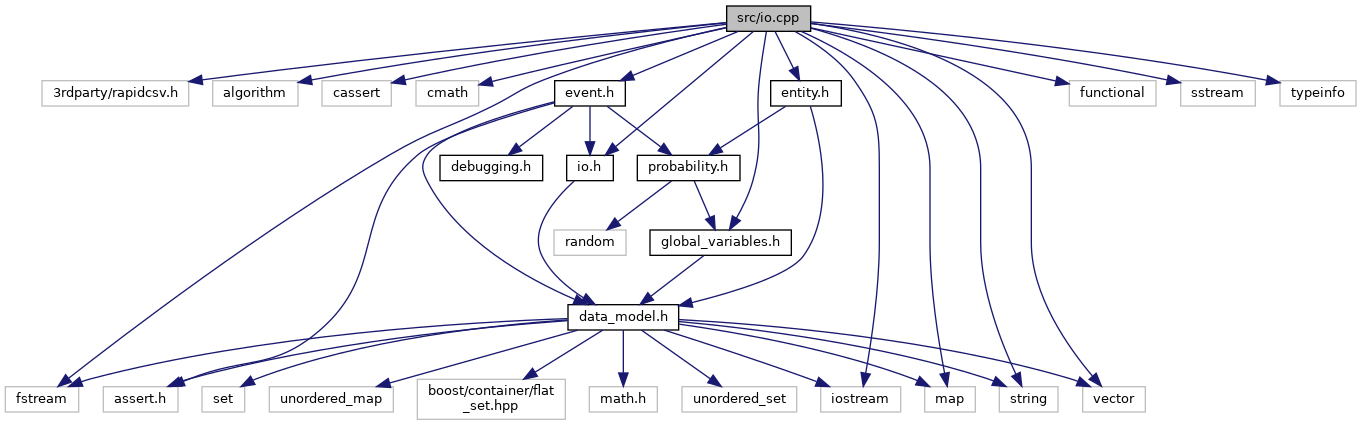 src/io.cpp
3rdparty/rapidcsv.h
algorithm
cassert
cmath
event.h
entity.h
functional
sstream
typeinfo
debugging.h
io.h
probability.h
random
global_variables.h
data_model.h
fstream
assert.h
set
unordered_map
boost/container/flat
_set.hpp
math.h
unordered_set
iostream
map
string
vector